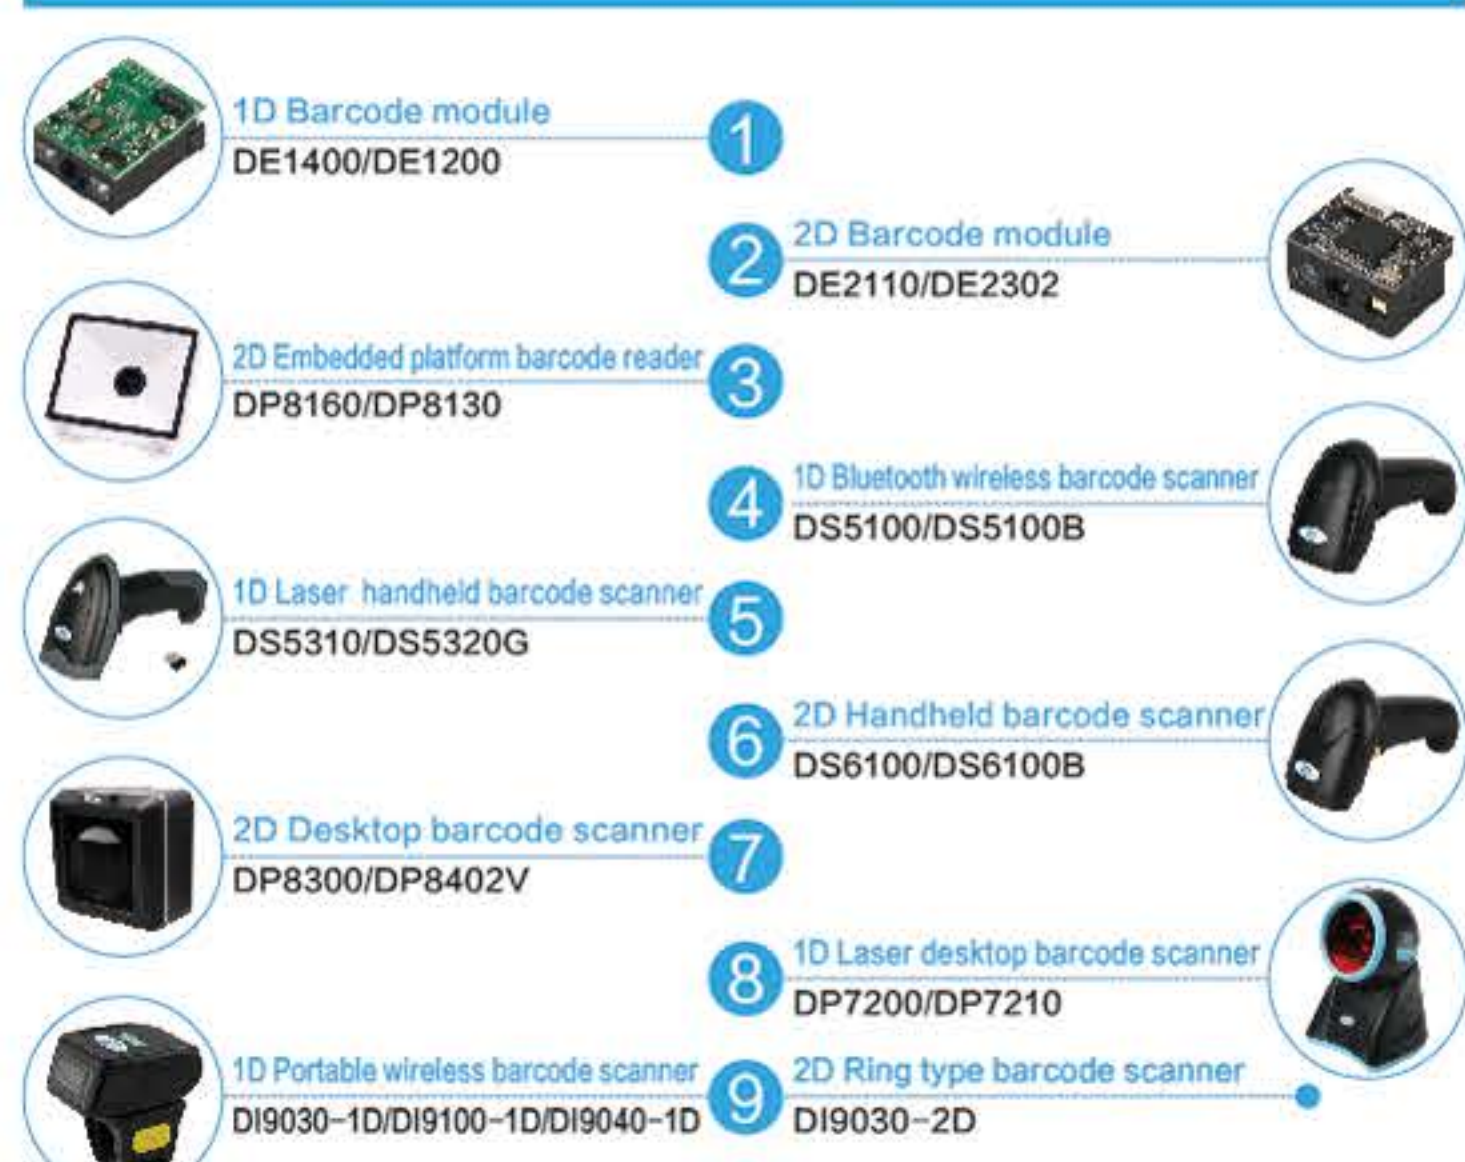 1D Barcode module
DE1400/DE1200
1
2
2D Barcode module
DE2110/DE2302
2D Embedded platform barcode reader
DP8160/DP8130
3
4
1D Bluetooth wireless barcode scanner
DS5100/DS5100B
1D Laser handheld barcode scanner
DS5310/DS5320G
5
6
2D Handheld barcode scanner
DS6100/DS6100B
2D Desktop barcode scanner
DP8300/DP8402V
7
8
1D Laser desktop barcode scanner
DP7200/DP7210
1D Portable wireless barcode scanner
DI9030-1D/DI9100-1D/DI9040-1D
9
2D Ring type barcode scanner
DI9030-2D